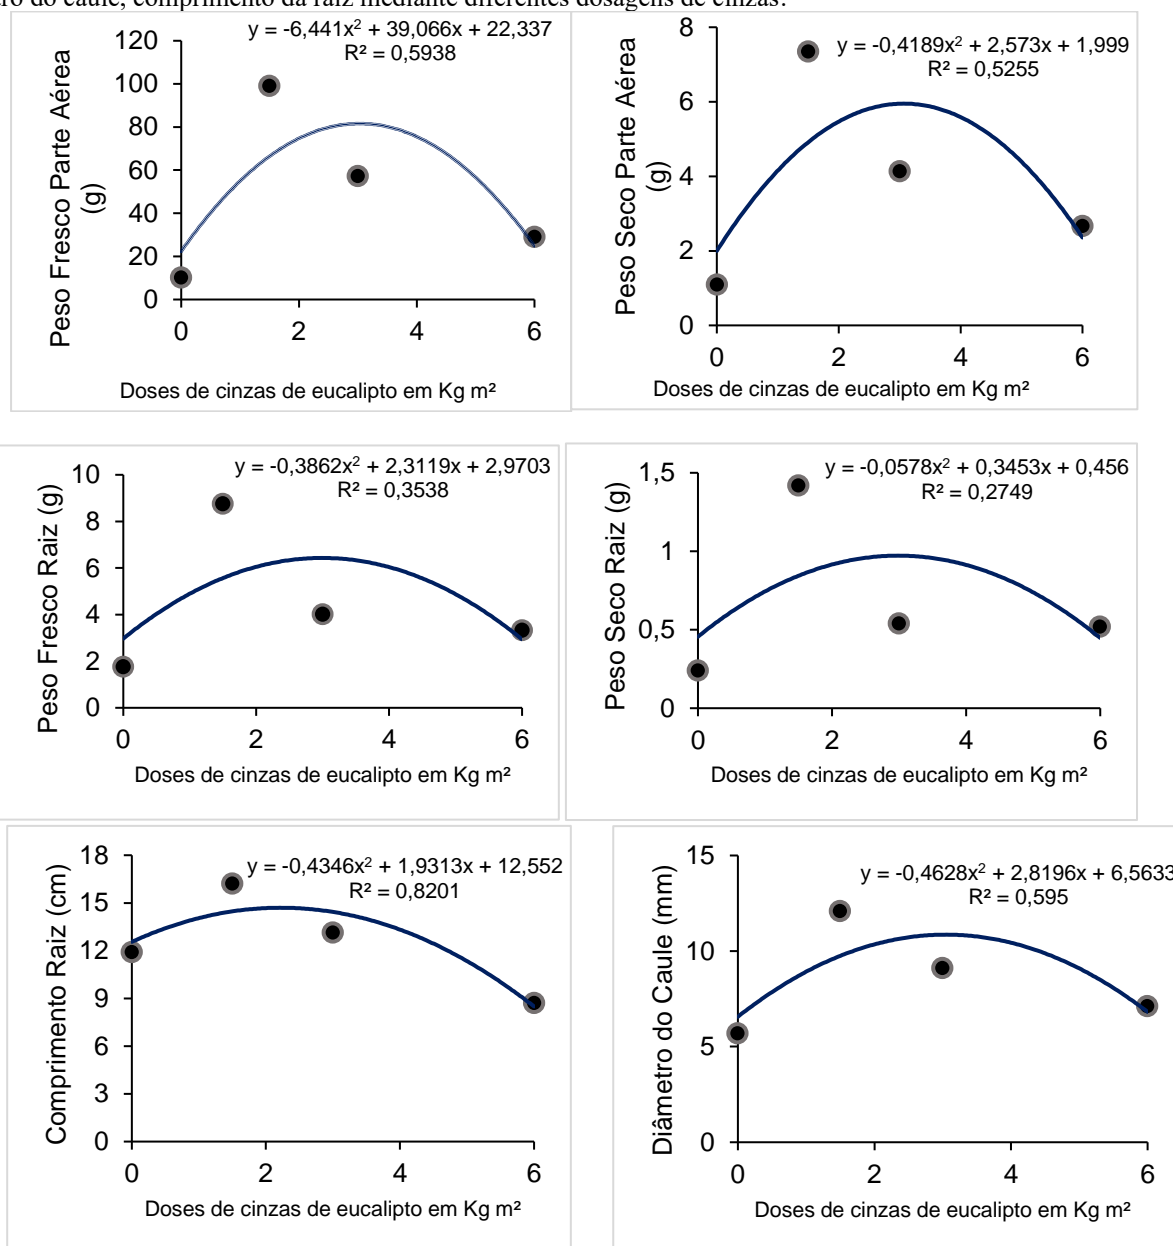 do caule, comprimento da raiz mediante diferentes dosagens de cinzas.
y = -6,441x² + 39,066x + 22,337
R² = 0,5938
120
100
80
60
40
20
0
0 2 4 6
Peso Fresco Parte Aérea
(g)
Doses de cinzas de eucalipto em Kg m²
y = -0,4189x² + 2,573x + 1,999
R² = 0,5255
8
6
4
2
0
0 2 4 6
Peso Seco Parte Aérea
(g)
Doses de cinzas de eucalipto em Kg m²
y = -0,3862x² + 2,3119x + 2,9703
R² = 0,3538
10
8
6
4
2
0
0 2 4 6
Peso Fresco Raiz (g)
Doses de cinzas de eucalipto em Kg m²
y = -0,0578x² + 0,3453x + 0,456
R² = 0,2749
1,5
1
0,5
0
0 2 4 6
Peso Seco Raiz (g)
Doses de cinzas de eucalipto em Kg m²
y = -0,4346x² + 1,9313x + 12,552
R² = 0,8201
18
15
12
9
6
3
0
0 2 4 6
Comprimento Raiz (cm)
Doses de cinzas de eucalipto em Kg m²
y = -0,4628x² + 2,8196x + 6,5633
R² = 0,595
15
10
5
0
0 2 4 6
Diâmetro do Caule (mm)
Doses de cinzas de eucalipto em Kg m²